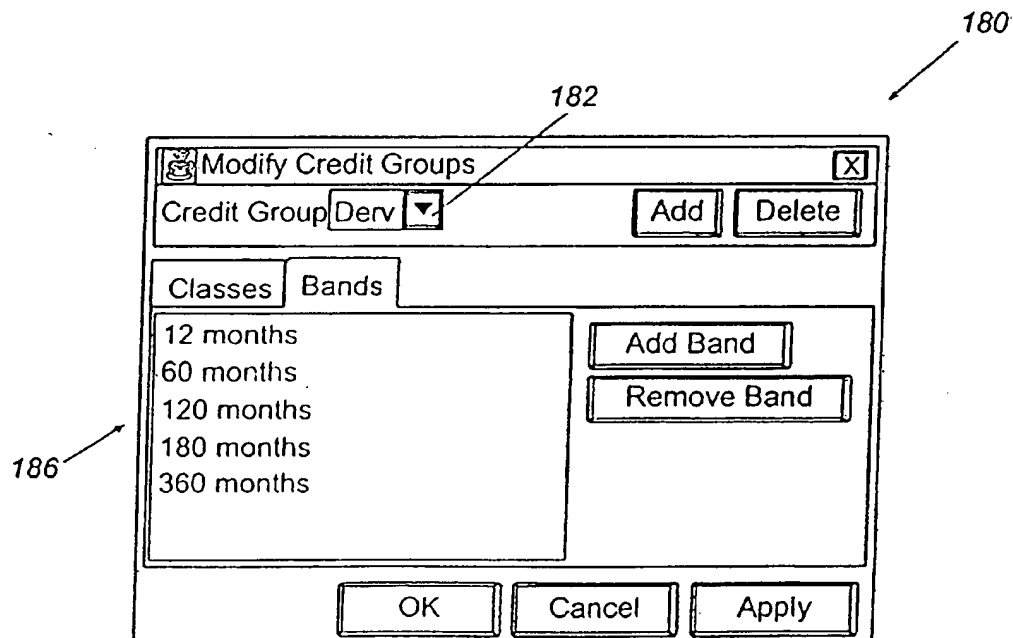 180
182
Modify Credit Groups X
Credit Group Derv Add Delete
Classes Bands
12 months
60 months
120 months
180 months
360 months
Add Band
Remove Band
186
OK Cancel Apply